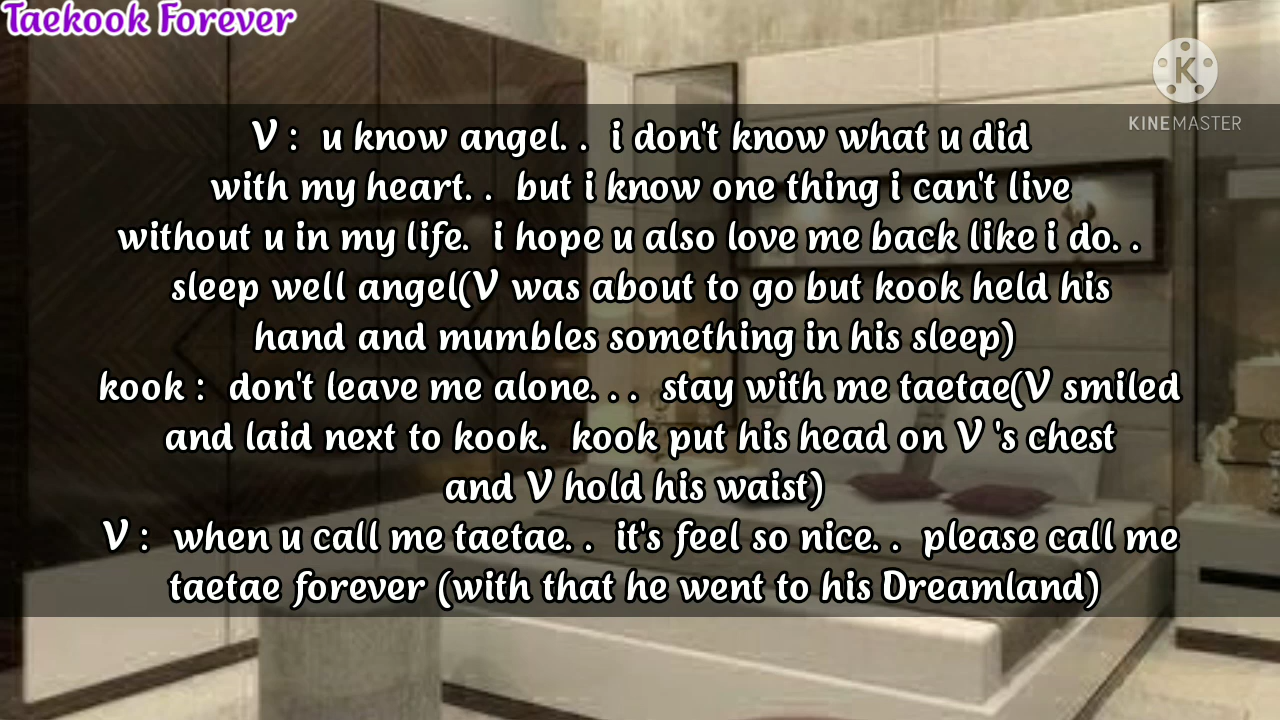 Taekook Forever
K
KINEMASTER
V : u know angel. . i don't know what u did
with my heart. . but i know one thing i can't live
without u in my life. i hope u also love me back like i do. .
sleep well angel(V was about to go but kook held his
hand and mumbles something in his sleep)
kook : don't leave me alone. . . stay with me taetae(V smiled
and laid next to kook. kook put his head on V 's chest
and V hold his waist)
V : when u call me taetae. . it's feel so nice. . please call me
taetae forever (with that he went to his Dreamland)